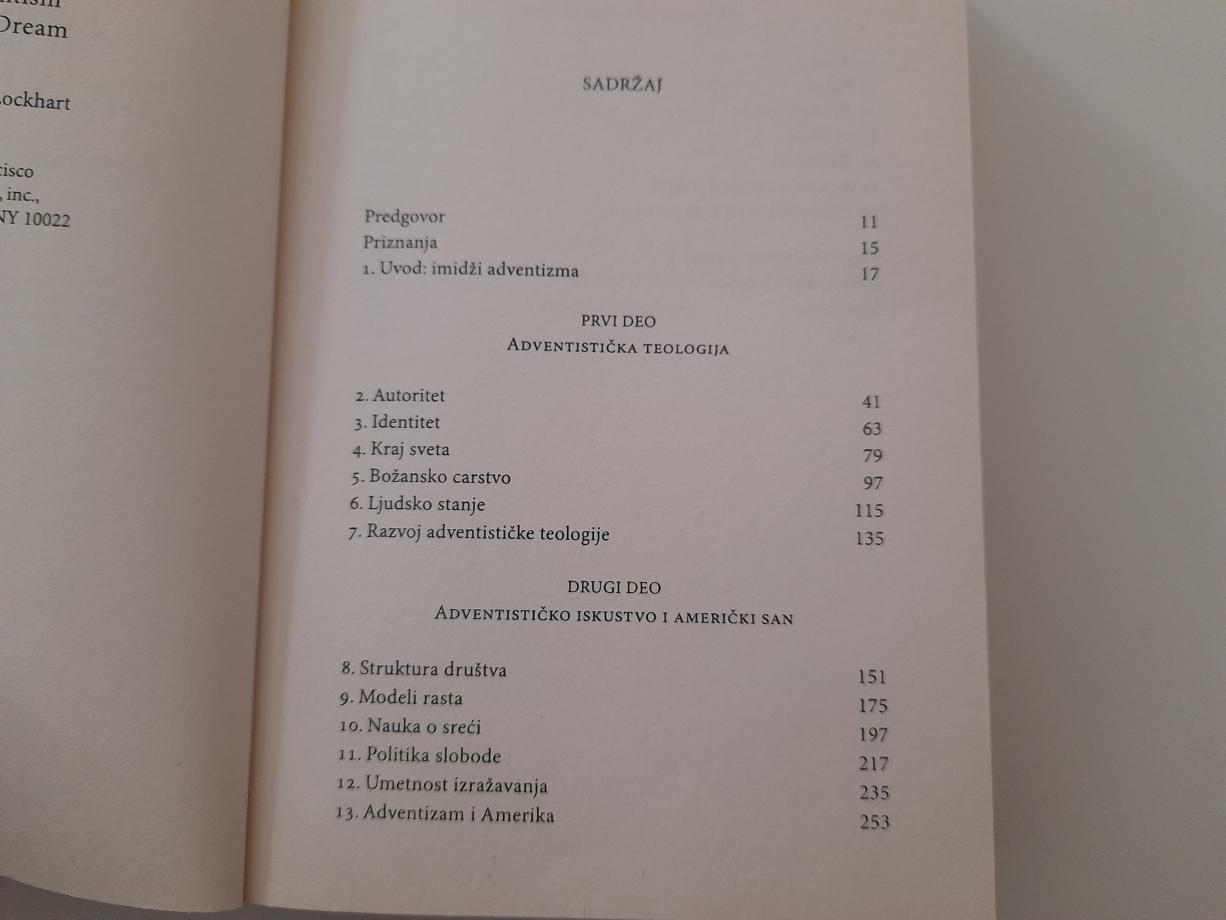 Dream
ockhart
cisco
, inc.,
NY 10022
SADRŽAJ
Predgovor 11
Priznanja 15
1. Uvod: imidži adventizma 17
PRVI DEO
Adventistička teologija
2. Autoritet 41
3. Identitet 63
4. Kraj sveta 79
5. Božansko carstvo 97
6. Ljudsko stanje 115
7. Razvoj adventističke teologije 135
DRUGI DEO
Adventističko iskustvo i američki san
8. Struktura društva 151
9. Modeli rasta 175
10. Nauka o sreći 197
11. Politika slobode 217
12. Umetnost izražavanja 235
13. Adventizam i Amerika 253